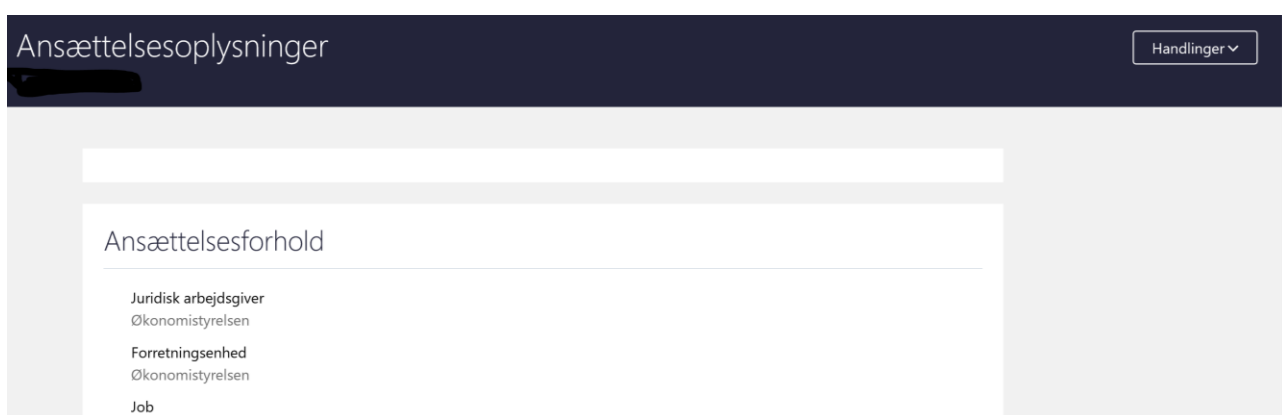 Ansættelsesoplysninger
Handlinger
Ansættelsesforhold
Juridisk arbejdsgiver
Økonomistyrelsen
Forretningsenhed
Økonomistyrelsen
Job